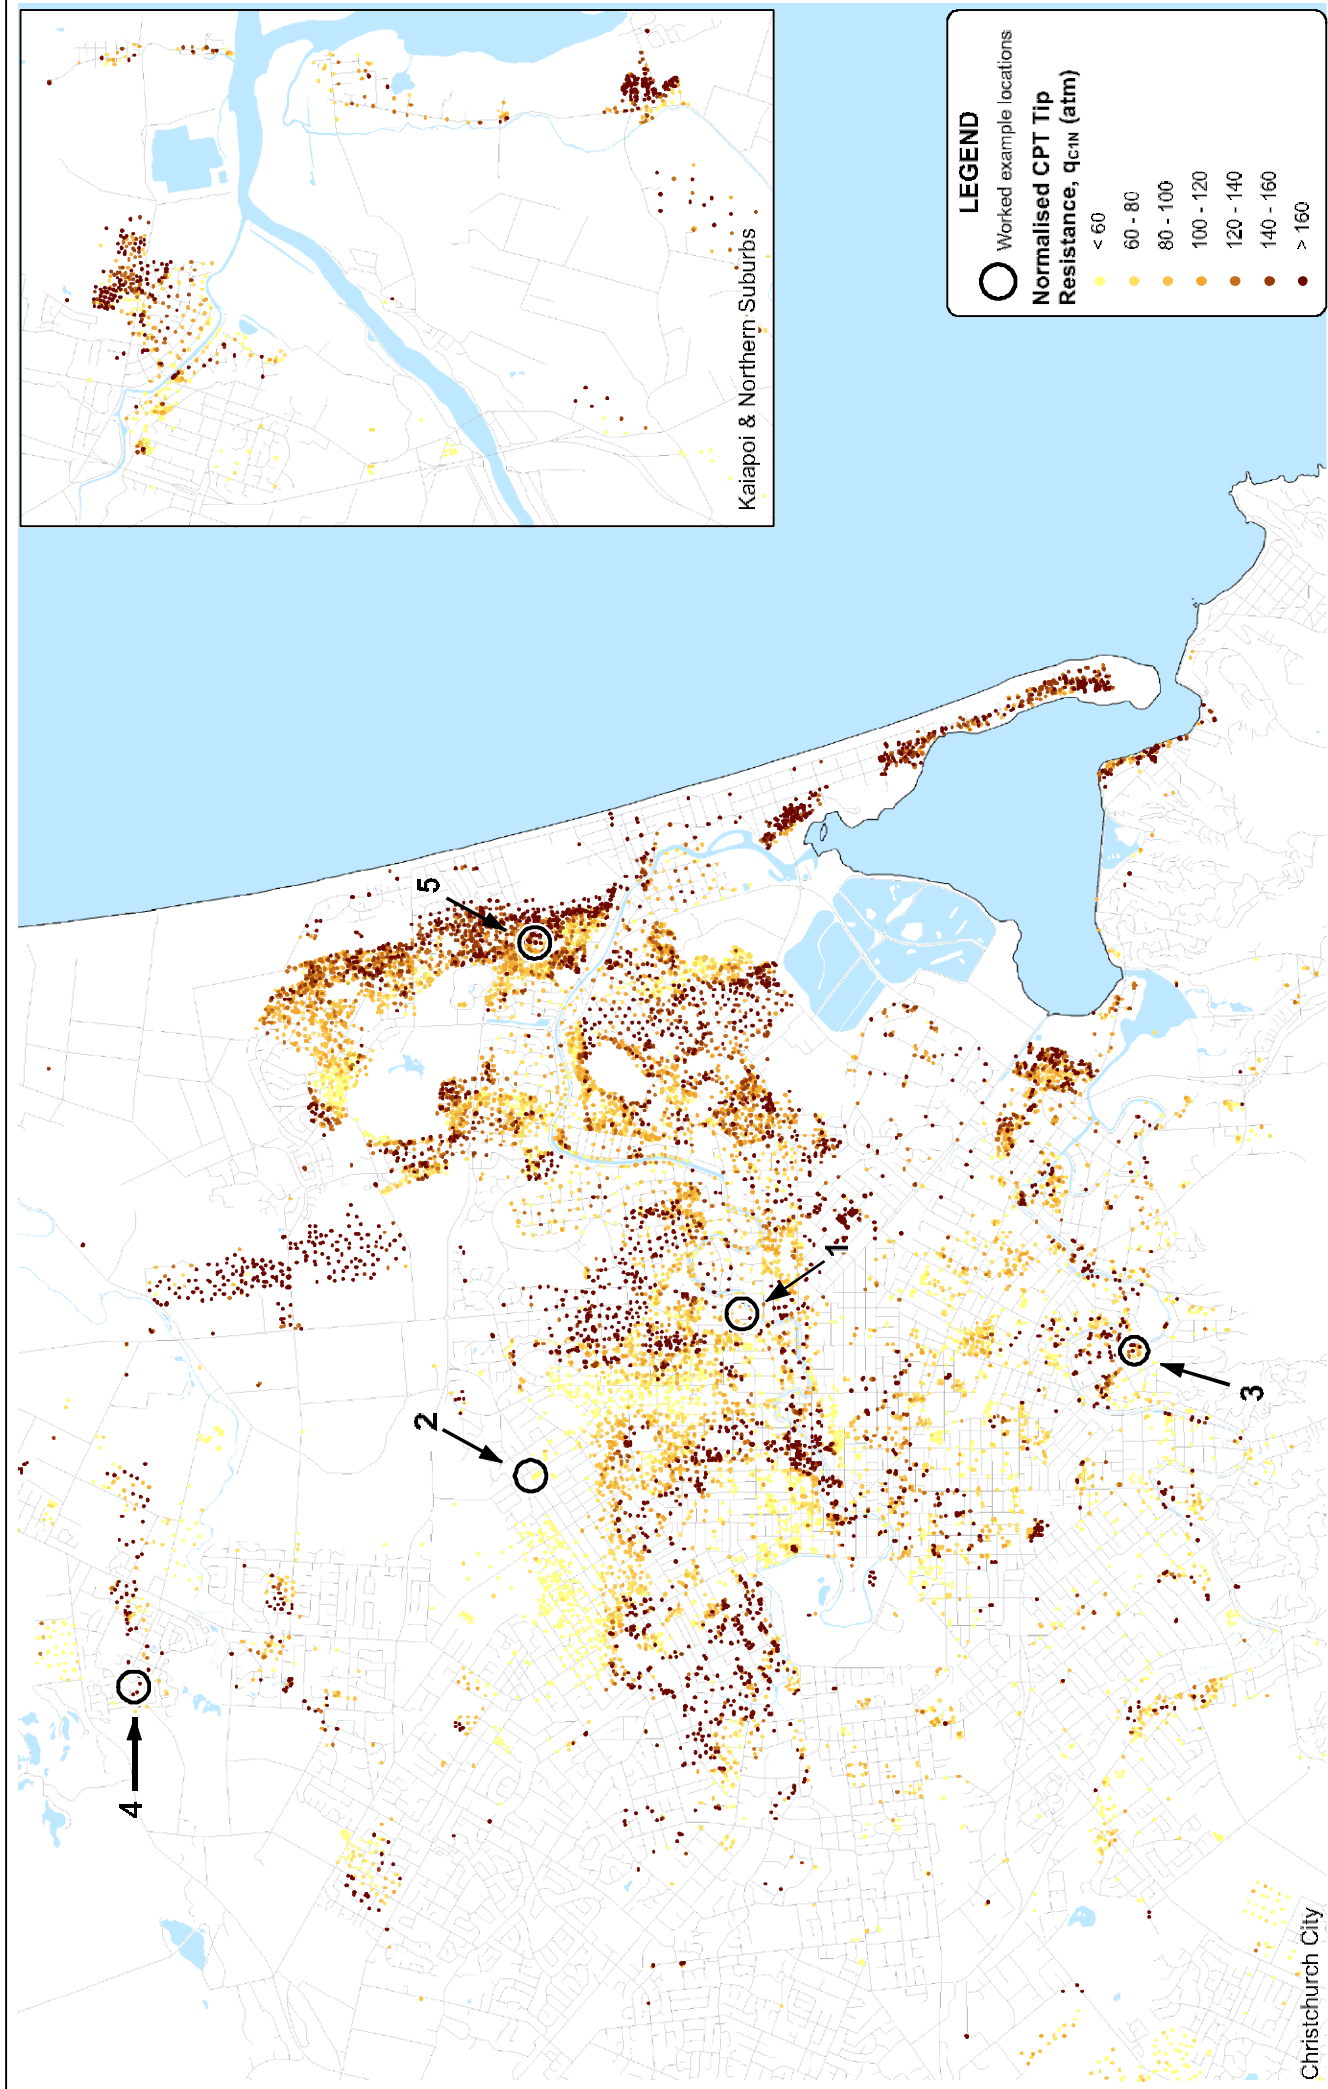 Kaiapoi & Northern Suburbs
LEGEND
Worked example locations
Normalised CPT Tip
Resistance, qC1N (atm)
< 60
60 - 80
80 - 100
100 - 120
120 - 140
140 - 160
> 160
5
1
2
3
4
Christchurch City